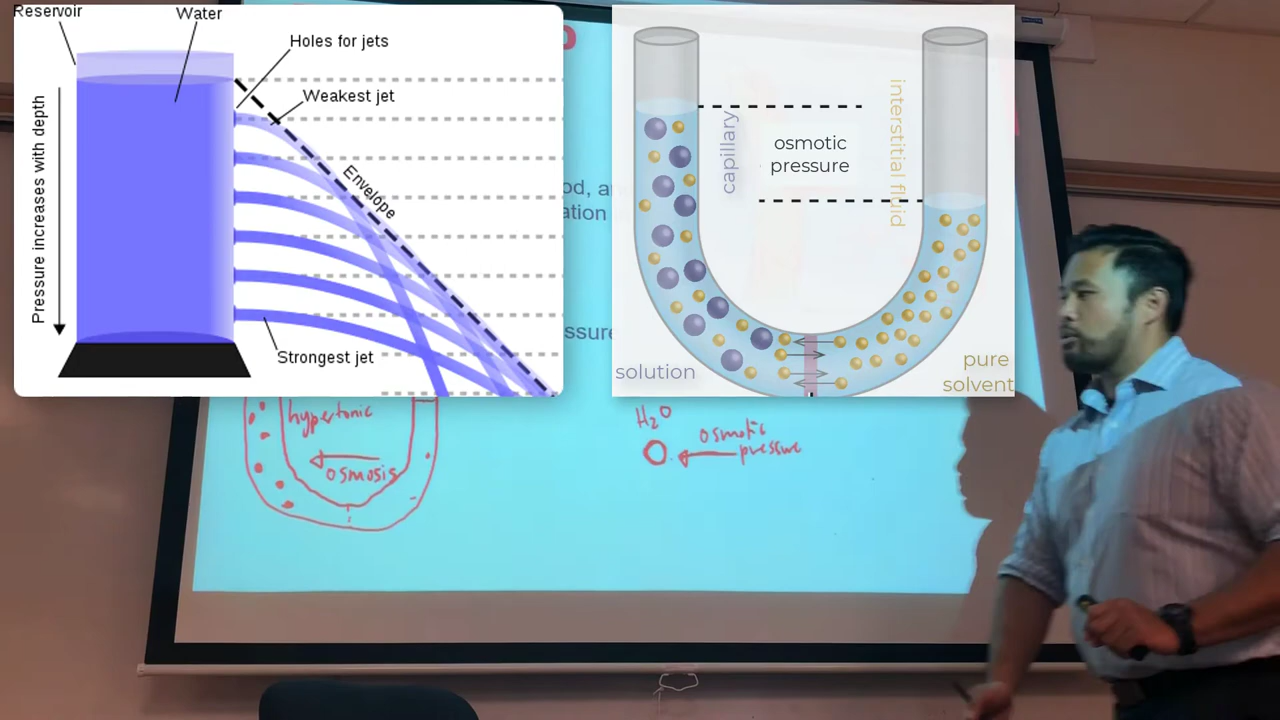 Reservoir
Water
Holes for jets
Weakest jet
Envelope
Pressure increases with depth
Strongest jet
capillary
osmotic
pressure
interstitial fluid
solution
pure
solvent
hypertonic
osmosis
H₂O
osmotic
pressure